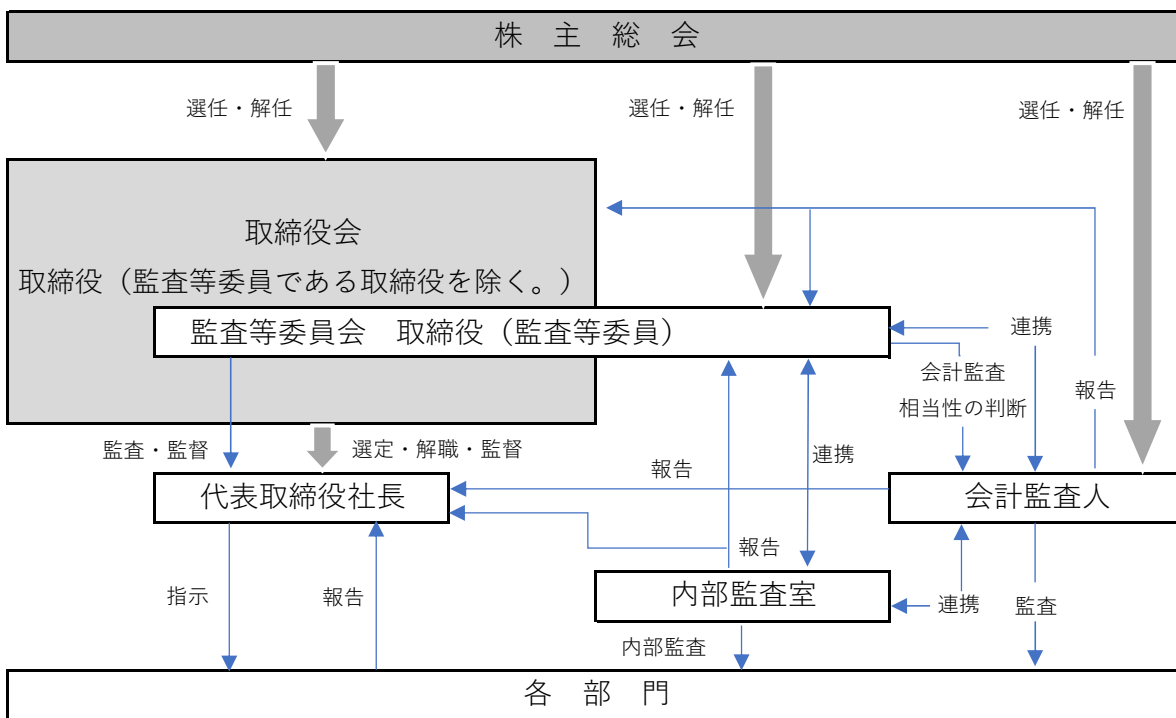 株 主 総 会
選任・解任
選任・解任
選任・解任
取締役会
取締役（監査等委員である取締役を除く。）
監査等委員会 取締役（監査等委員）
連携
会計監査
相当性の判断
報告
監査・監督
選定・解職・監督
報告
連携
代表取締役社長
会計監査人
報告
指示
報告
内部監査室
連携
監査
内部監査
各 部 門